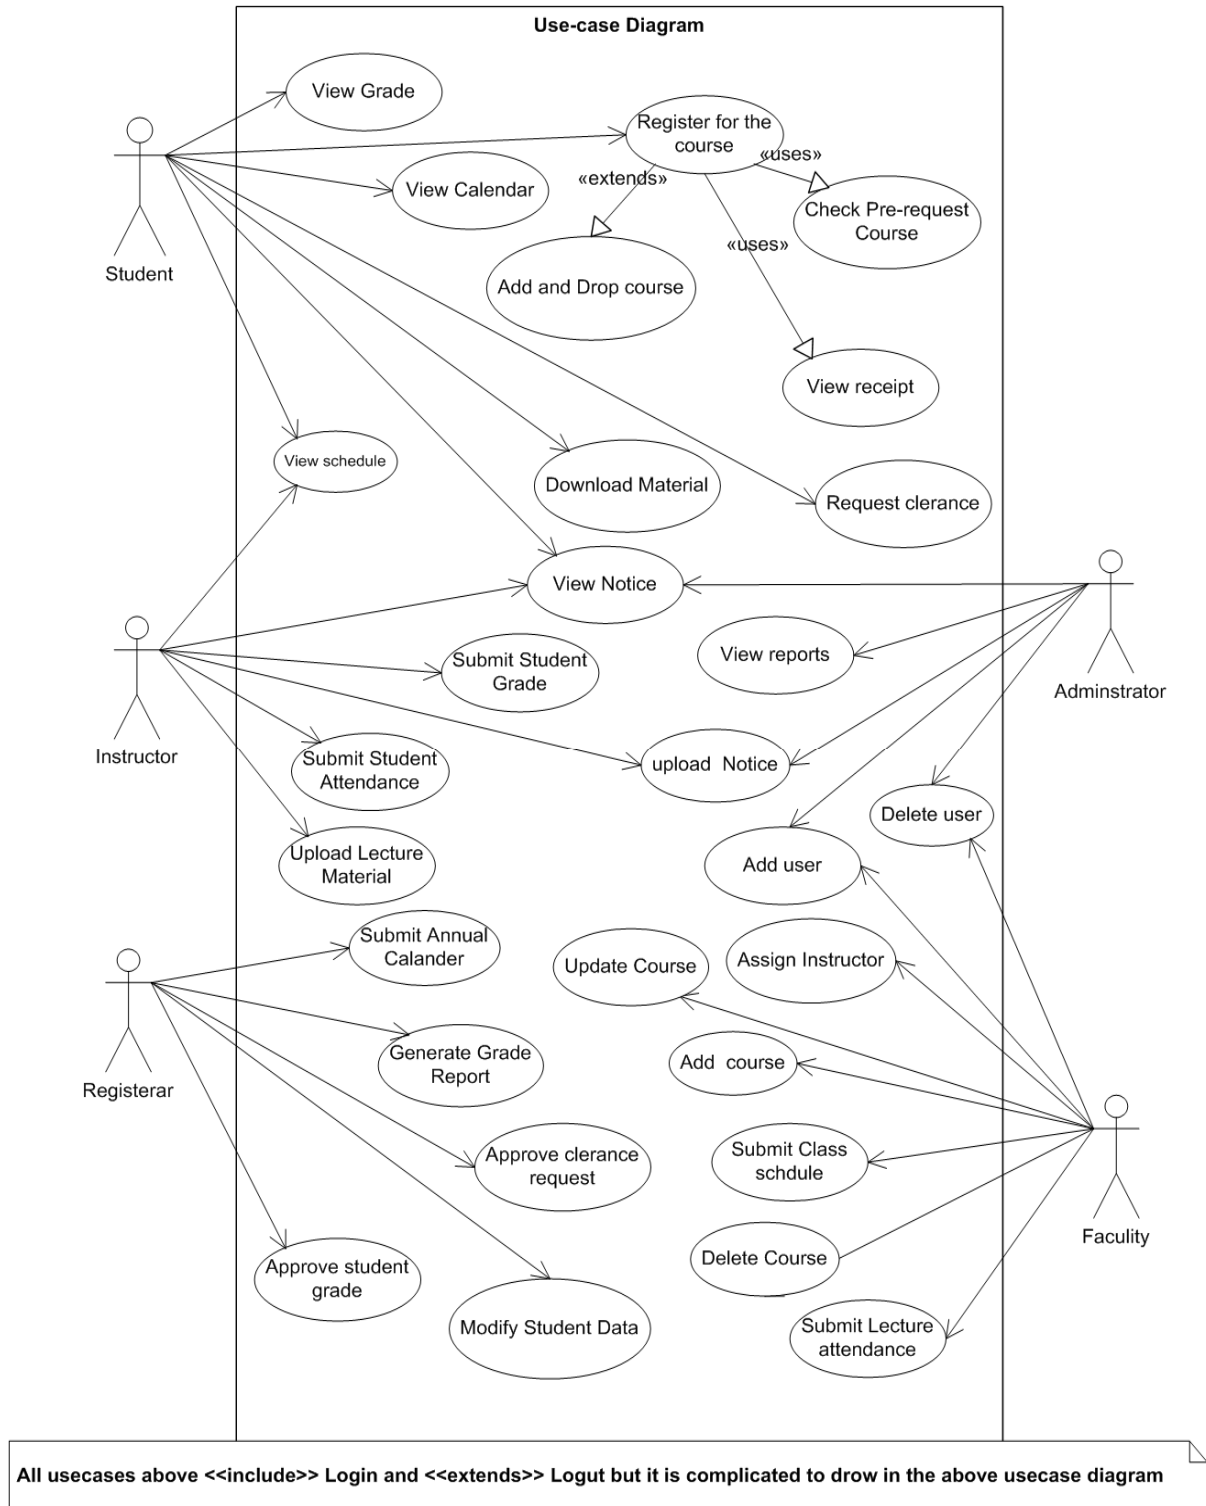 Use-case Diagram
View Grade
Register for the
course
«uses»
«extends»
View Calendar
Check Pre-request
Course
«uses»
Student
Add and Drop course
View receipt
View schedule
Download Material
Request clerance
View Notice
Submit Student
Grade
View reports
Adminstrator
Instructor
Submit Student
Attendance
upload  Notice
Delete user
Upload Lecture
Material
Add user
Submit Annual
Calander
Update Course
Assign Instructor
Generate Grade
Report
Add  course
Registerar
Approve clerance
request
Submit Class
schdule
Faculity
Approve student
grade
Delete Course
Modify Student Data
Submit Lecture
attendance
All usecases above <<include>> Login and <<extends>> Logut but it is complicated to drow in the above usecase diagram